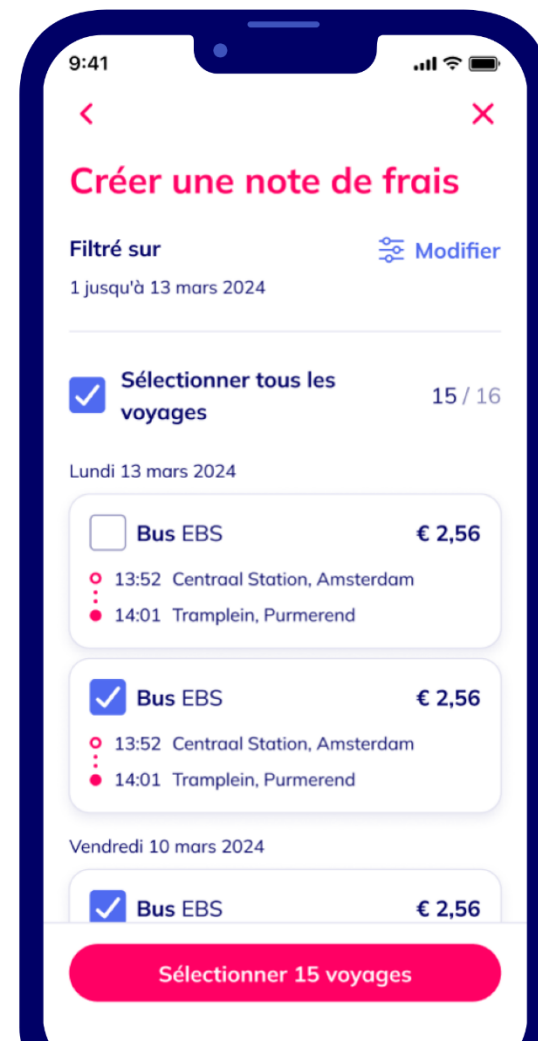 9:41
Créer une note de frais
Filtré sur
Modifier
1 jusqu'à 13 mars 2024
Sélectionner tous les
voyages
15 / 16
Lundi 13 mars 2024
Bus EBS € 2,56
13:52 Centraal Station, Amsterdam
14:01 Tramplein, Purmerend
Bus EBS € 2,56
13:52 Centraal Station, Amsterdam
14:01 Tramplein, Purmerend
Vendredi 10 mars 2024
Bus EBS € 2,56
Sélectionner 15 voyages